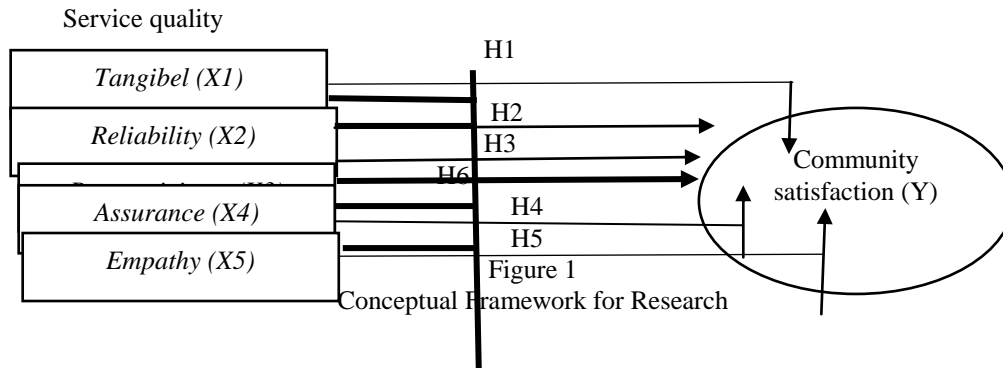 Service quality
H1
Tangibel (X1)
H2
Reliability (X2)
H3
H6
Community
satisfaction (Y)
Assurance (X4)
H4
H5
Empathy (X5)
Figure 1
Conceptual Framework for Research